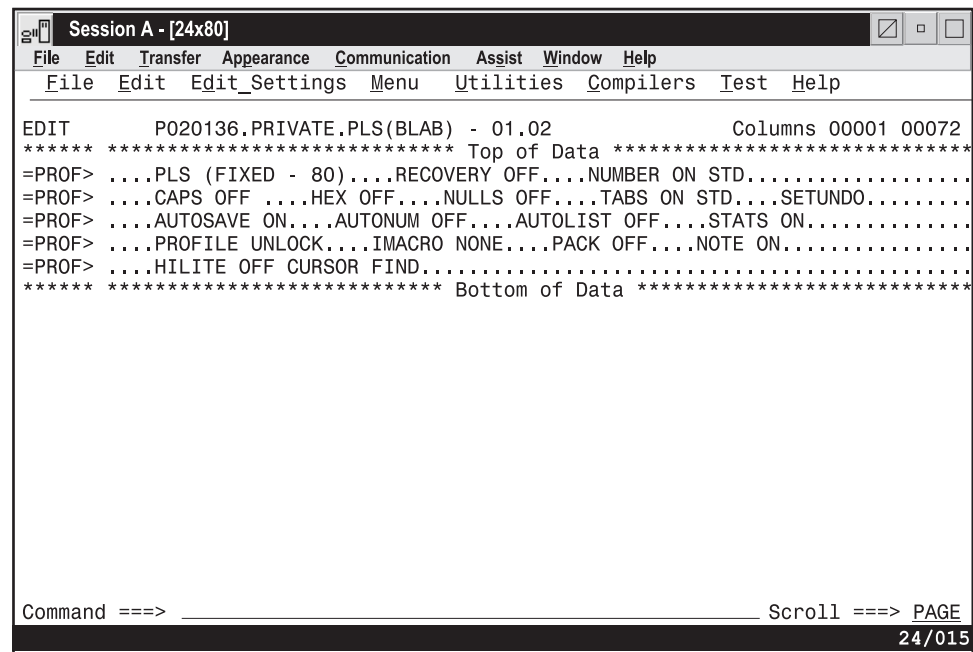 Session A - [24x80]
File Edit Transfer Appearance Communication Assist Window Help
File Edit Edit_Settings Menu Utilities Compilers Test Help
EDIT P020136.PRIVATE.PLS(BLAB) - 01.02 Columns 00001 00072
****** ***************************** Top of Data ******************************
=PROF> ....PLS (FIXED - 80)....RECOVERY OFF....NUMBER ON STD...................
=PROF> ....CAPS OFF ....HEX OFF....NULLS OFF....TABS ON STD....SETUNDO.........
=PROF> ....AUTOSAVE ON....AUTONUM OFF....AUTOLIST OFF....STATS ON..............
=PROF> ....PROFILE UNLOCK....IMACRO NONE....PACK OFF....NOTE ON................
=PROF> ....HILITE OFF CURSOR FIND..............................................
****** **************************** Bottom of Data ****************************
Command ===> Scroll ===> PAGE
24/015